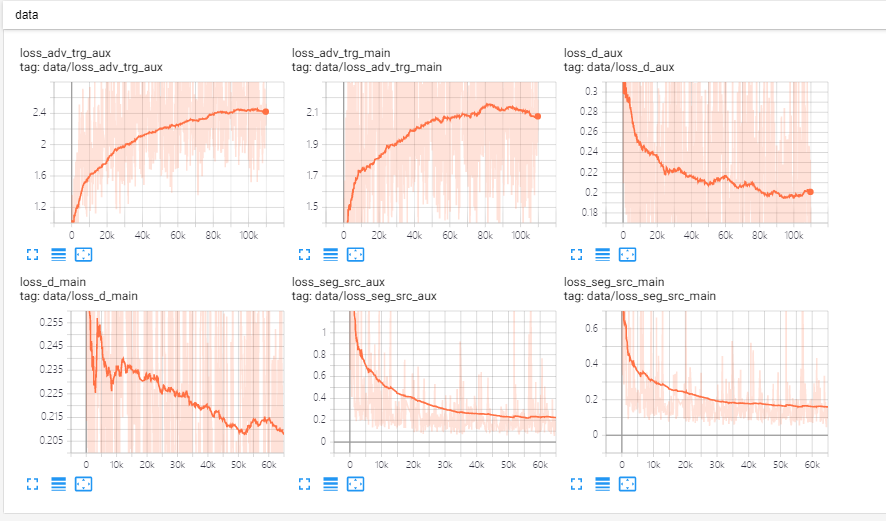 data
loss_adv_trg_aux
tag: data/loss_adv_trg_aux
2.4
2
1.6
1.2
0 20k 40k 60k 80k 100k
loss_adv_trg_main
tag: data/loss_adv_trg_main
2.1
1.9
1.7
1.5
0 20k 40k 60k 80k 100k
loss_d_aux
tag: data/loss_d_aux
0.3
0.28
0.26
0.24
0.22
0.2
0.18
0 20k 40k 60k 80k 100k
loss_d_main
tag: data/loss_d_main
0.255
0.245
0.235
0.225
0.215
0.205
0 10k 20k 30k 40k 50k 60k
loss_seg_src_aux
tag: data/loss_seg_src_aux
1
0.8
0.6
0.4
0.2
0
0 10k 20k 30k 40k 50k 60k
loss_seg_src_main
tag: data/loss_seg_src_main
0.6
0.4
0.2
0
0 10k 20k 30k 40k 50k 60k